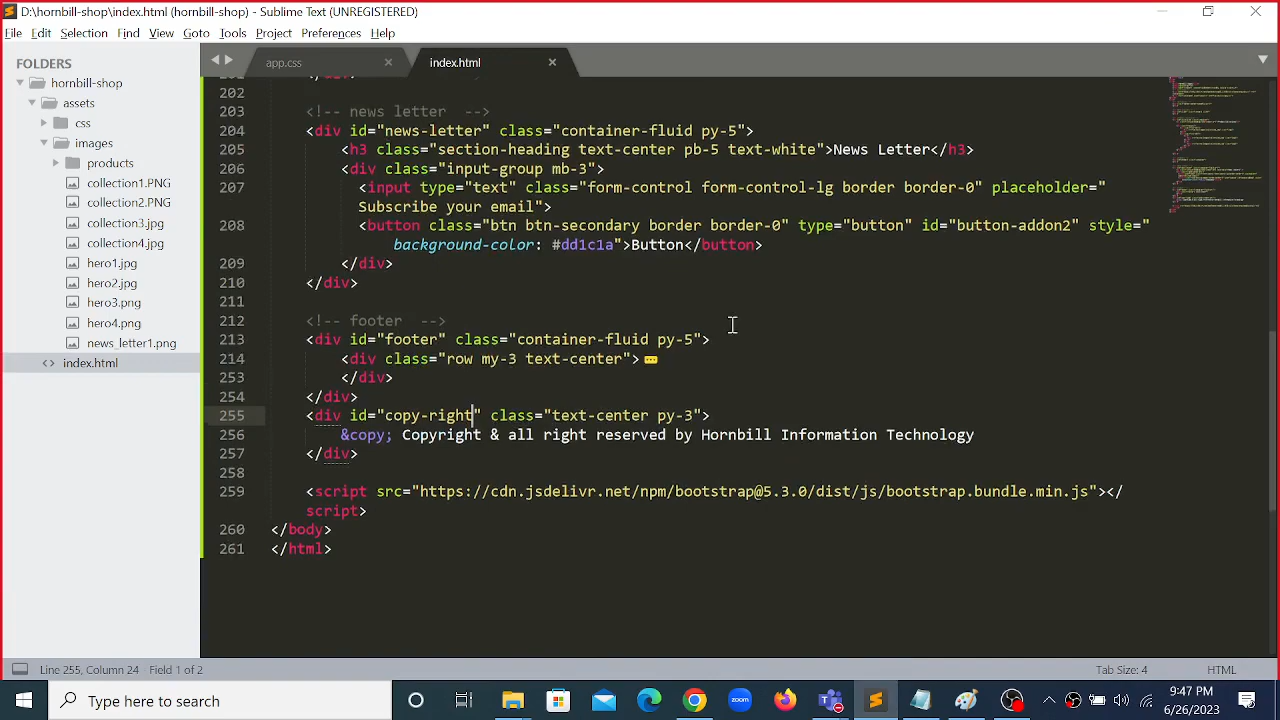 D:\hornbill-shop\index.html (hornbill-shop) - Sublime Text (UNREGISTERED)
File Edit Selection Find View Goto Tools Project Preferences Help
FOLDERS
hornbill-shop
assets
css
images
products
collection1.PNG
collection2.PNG
collection3.jpg
collection4.jpg
hero1.jpg
hero2.jpg
hero3.png
hero4.png
news_letter1.png
index.html
app.css
index.html
202
203 <!-- news letter -->
204 <div id="news-letter" class="container-fluid py-5">
205 <h3 class="section-heading text-center pb-5 text-white">News Letter</h3>
206 <div class="input-group mb-3">
207 <input type="text" class="form-control form-control-lg border border-0" placeholder="
Subscribe your email">
208 <button class="btn btn-secondary border border-0" type="button" id="button-addon2" style="
background-color: #dd1c1a">Button</button>
209 </div>
210 </div>
211
212 <!-- footer -->
213 <div id="footer" class="container-fluid py-5">
214 <div class="row my-3 text-center">
253 </div>
254 </div>
255 <div id="copy-right" class="text-center py-3">
256 &copy; Copyright & all right reserved by Hornbill Information Technology
257 </div>
258
259 <script src="https://cdn.jsdelivr.net/npm/bootstrap@5.3.0/dist/js/bootstrap.bundle.min.js"></
script>
260 </body>
261 </html>
Line 255, Column 24 Field 1 of 2 Tab Size: 4 HTML
Type here to search
zoom
9:47 PM
6/26/2023